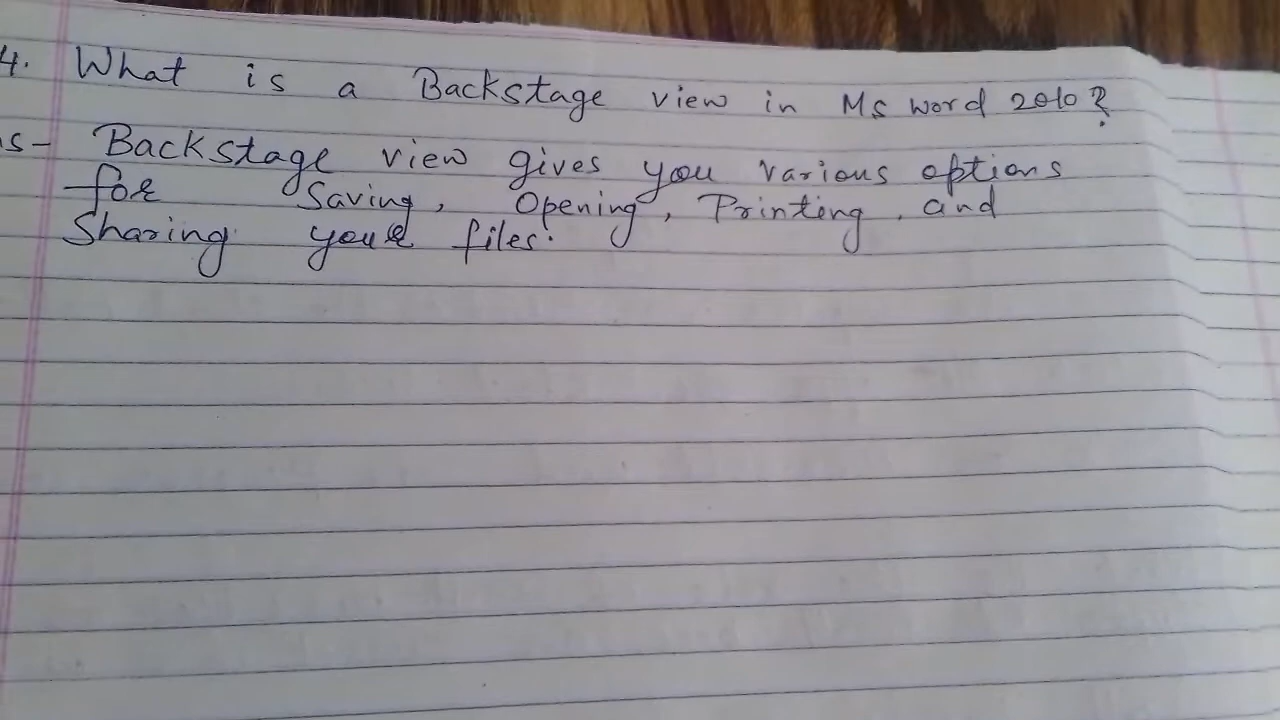 4. What is a Backstage view in Ms word 2010?
s- Backstage view gives you various options
for Saving, Opening, Printing, and
Sharing your files.